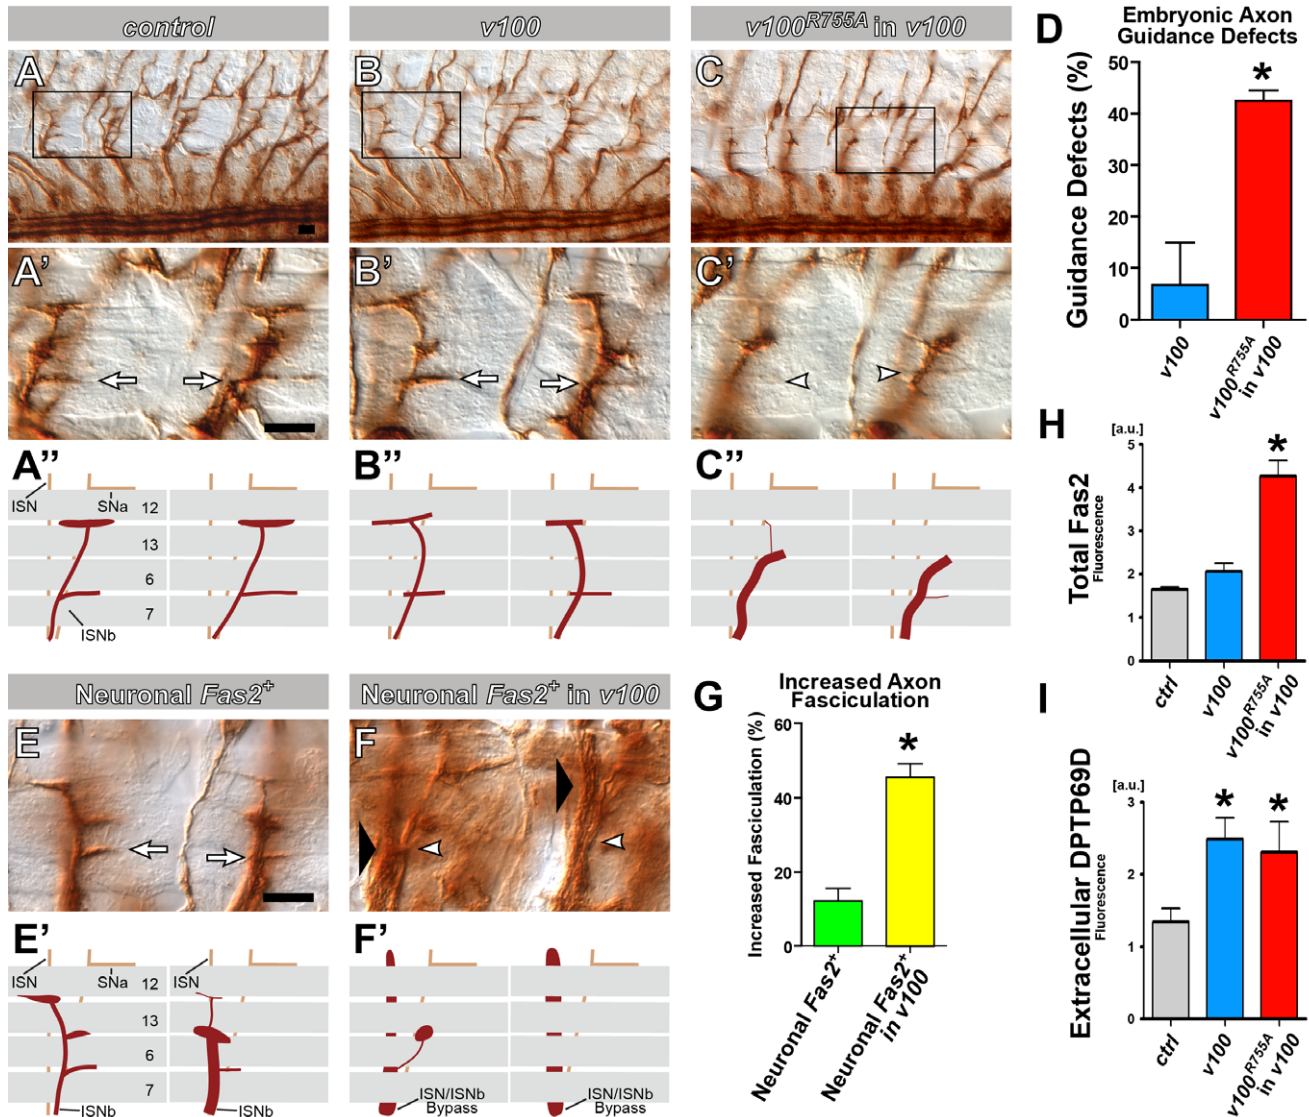 control
v100
v100R755A in v100
A
B
C
A'
B'
C'
A''
ISN
SNa
12
13
6
7
ISNb
B''
C''
D
Embryonic Axon
Guidance Defects
Guidance Defects (%)
50
40
30
20
10
0
*
v100
v100R755A
in v100
Neuronal Fas2+
Neuronal Fas2+ in v100
E
F
E'
ISN
SNa
12
ISN
13
6
7
ISNb
ISNb
F'
ISN/ISNb
Bypass
ISN/ISNb
Bypass
G
Increased Axon
Fasciculation
Increased Fasciculation (%)
60
40
20
0
*
Neuronal Fas2+
Neuronal Fas2+
in v100
H
[a.u.]
Total Fas2
Fluorescence
5
4
3
2
1
0
*
ctrl
v100
v100R755A
in v100
I
[a.u.]
Extracellular DPTP69D
Fluorescence
3
2
1
0
*
*
ctrl
v100
v100R755A
in v100